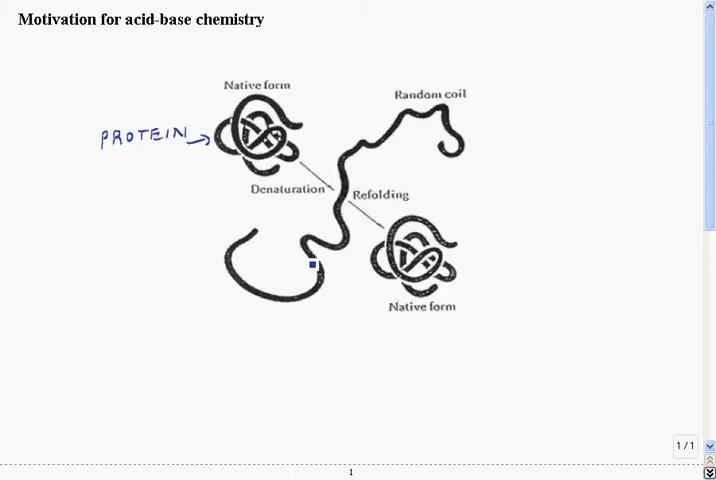 Motivation for acid-base chemistry
Native form
Random coil
PROTEIN
Denaturation
Refolding
Native form
1 / 1
1